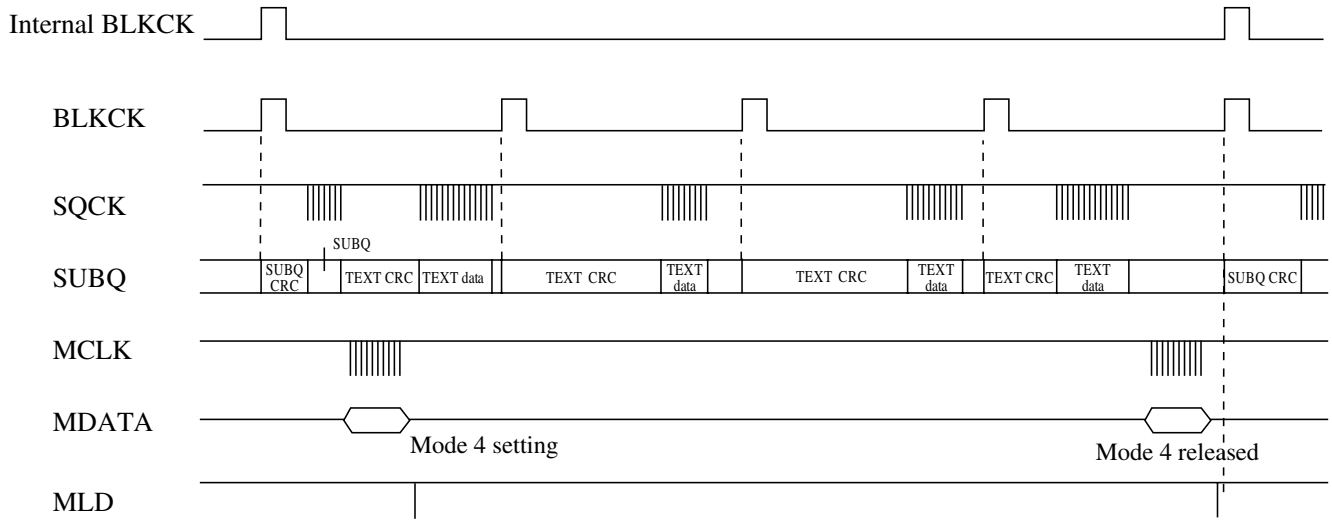 Internal BLKCK
BLKCK
SQCK
SUBQ
SUBQ
SUBQ
CRC
TEXT CRC
TEXT data
TEXT CRC
TEXT
data
TEXT CRC
TEXT
data
TEXT CRC
TEXT
data
SUBQ CRC
MCLK
MDATA
Mode 4 setting
Mode 4 released
MLD